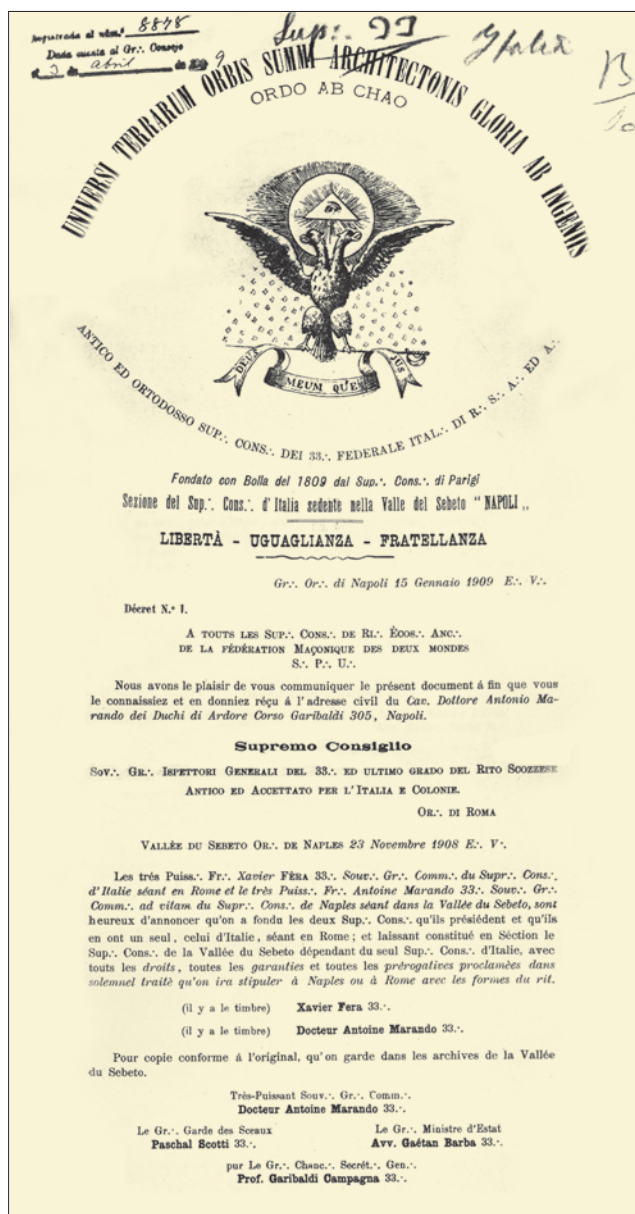 Registrada al núm.º 8878
Dada cuenta al Gr∴ Consejo
el 3 de abril de 1909
Sup∴ 33
Italia
UNIVERSI TERRARUM ORBIS SUMMI ARCHITECTONIS GLORIA AB INGENIIS
ORDO AB CHAO
DEUS MEUM QUE JUS
ANTICO ED ORTODOSSO SUP∴ CONS∴ DEI 33∴ FEDERALE ITAL∴ DI R∴ S∴ A∴ ED A∴
Fondato con Bolla del 1809 dal Sup∴ Cons∴ di Parigi
Sezione del Sup∴ Cons∴ d'Italia sedente nella Valle del Sebeto "NAPOLI„
LIBERTÀ - UGUAGLIANZA - FRATELLANZA
Gr∴ Or∴ di Napoli 15 Gennaio 1909 E∴ V∴
Décret N.º I.
A TOUTS LES SUP∴ CONS∴ DE RI∴ ÈCOS∴ ANC∴
DE LA FÉDÉRATION MAÇONIQUE DES DEUX MONDES
S∴ P∴ U∴
Nous avons le plaisir de vous communiquer le présent document á fin que vous
le connaissiez et en donniez réçu á l'adresse civil du Cav. Dottore Antonio Ma-
rando dei Duchi di Ardore Corso Garibaldi 305, Napoli.
Supremo Consiglio
SOV∴ GR∴ ISPETTORI GENERALI DEL 33∴ ED ULTIMO GRADO DEL RITO SCOZZESE
ANTICO ED ACCETTATO PER L'ITALIA E COLONIE.
OR∴ DI ROMA
VALLÉE DU SEBETO OR∴ DE NAPLES 23 Novembre 1908 E∴ V∴
Les trés Puiss∴ Fr∴ Xavier FÈRA 33∴ Souv∴ Gr∴ Comm∴ du Supr∴ Cons∴
d'Italie séant en Rome et le très Puiss∴ Fr∴ Antoine Marando 33∴ Souv∴ Gr∴
Comm∴ ad vitam du Supr∴ Cons∴ de Naples séant dans la Vallée du Sebeto, sont
heureux d'annoncer qu'on a fondu les deux Sup∴ Cons∴ qu'ils présiédent et qu'ils
en ont un seul, celui d'Italie, séant en Rome; et laissant constitué en Séction le
Sup∴ Cons∴ de la Vallée du Sebeto dépendant du seul Sup∴ Cons∴ d'Italie, avec
touts les droits, toutes les garanties et toutes les prérogatives proclamées dans
solemnel traitè qu'on ira stipuler à Naples ou à Rome avec les formes du rit.
(il y a le timbre) Xavier Fera 33∴
(il y a le timbre) Docteur Antoine Marando 33∴
Pour copie conforme á l'original, qu'on garde dans les archives de la Vallée
du Sebeto.
Très-Puissant Souv∴ Gr∴ Comm∴
Docteur Antoine Marando 33∴
Le Gr∴ Garde des Sceaux
Paschal Scotti 33∴
Le Gr∴ Ministre d'Estat
Avv. Gaétan Barba 33∴
pur Le Gr∴ Chanc∴ Secrét∴ Gen∴
Prof. Garibaldi Campagna 33∴